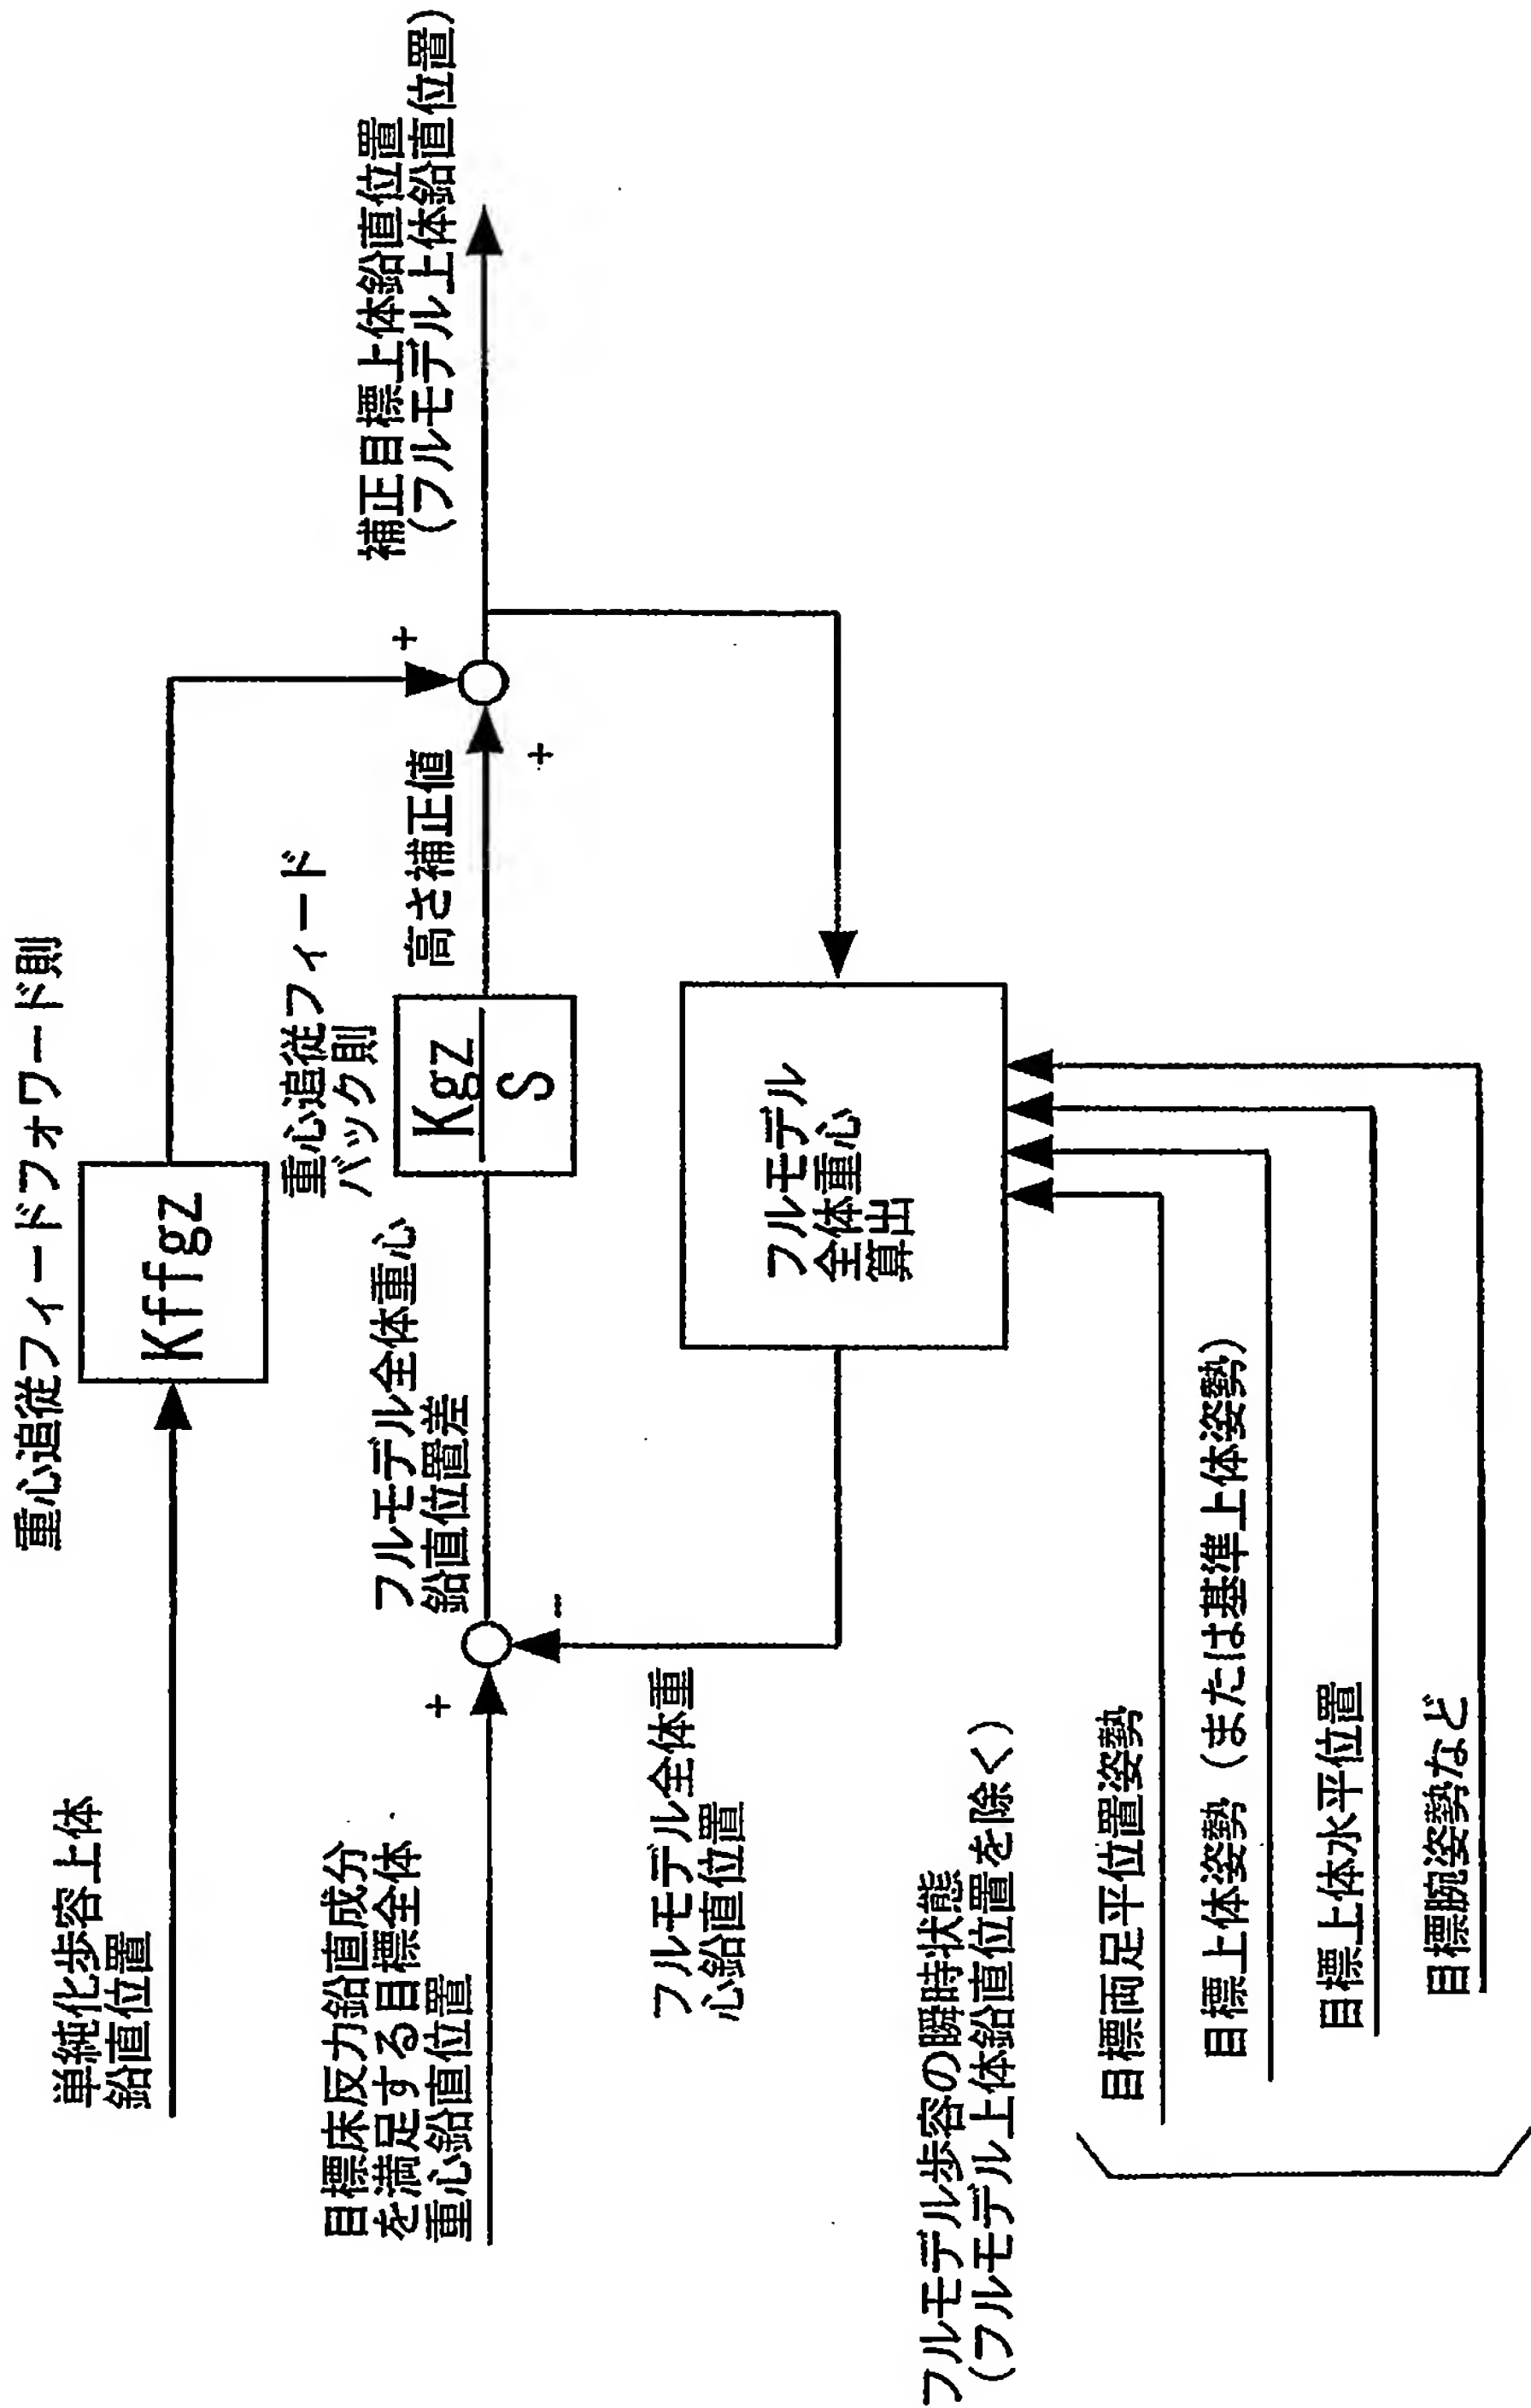 重心追従フィードフォワード則
単純化歩容上体
鉛直位置
Kffgz
+
重心追従フィード
バック則
目標床反力鉛直成分
を満足する目標全体
重心鉛直位置
+
-
フルモデル全体重心
鉛直位置差
Kgz
S
高さ補正値
+
補正目標上体鉛直位置
(フルモデル上体鉛直位置)
フルモデル全体重
心鉛直位置
フルモデル
全体重心
算出
フルモデル歩容の瞬時状態
(フルモデル上体鉛直位置を除く)
目標両足平位置姿勢
目標上体姿勢(または基準上体姿勢)
目標上体水平位置
目標腕姿勢など